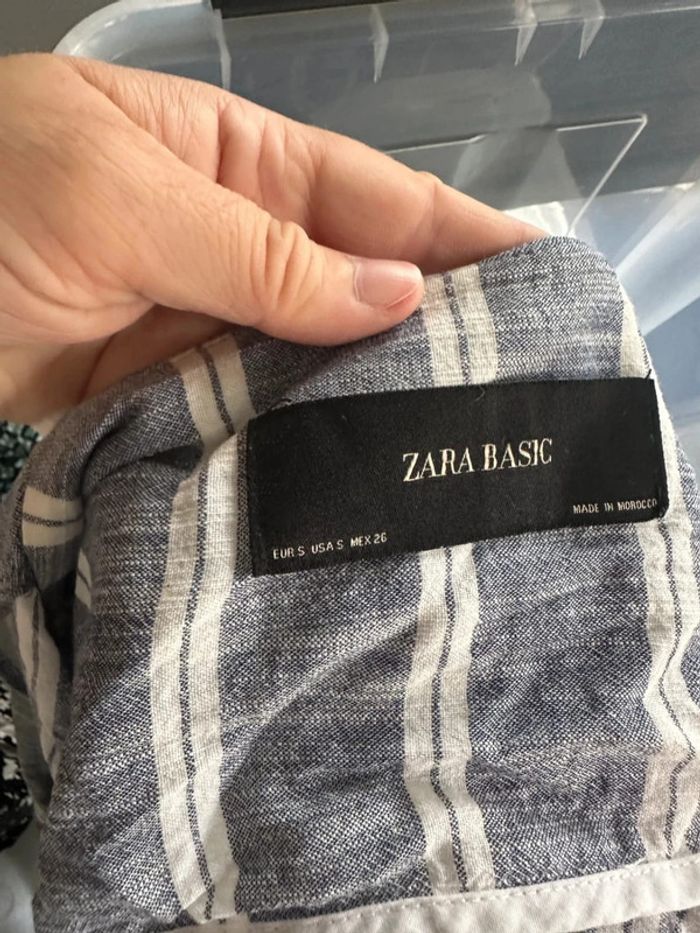 ZARA BASIC
MADE IN MOROCCO
EUR S USA S MEX 26